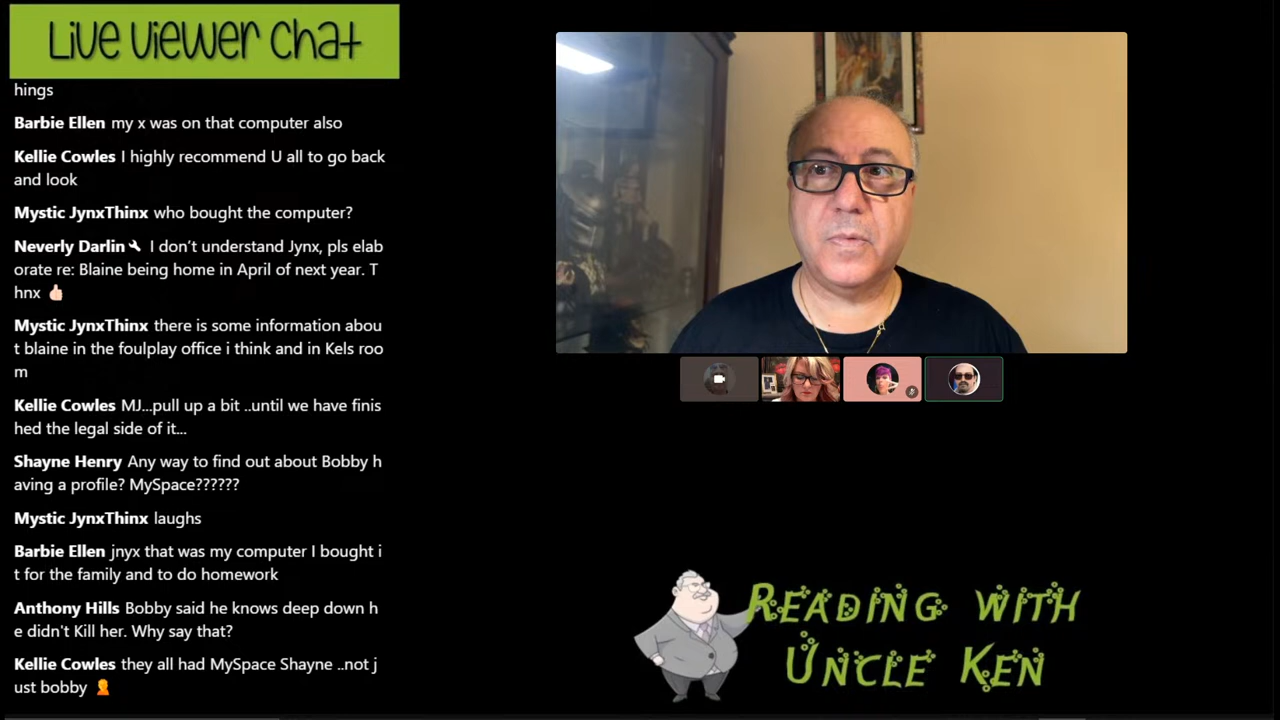 Live Viewer Chat
hings
Barbie Ellen my x was on that computer also
Kellie Cowles I highly recommend U all to go back
and look
Mystic JynxThinx who bought the computer?
Neverly Darlin I don’t understand Jynx, pls elab
orate re: Blaine being home in April of next year. T
hnx 👍🏻
Mystic JynxThinx there is some information abou
t blaine in the foulplay office i think and in Kels roo
m
Kellie Cowles MJ...pull up a bit ..until we have finis
hed the legal side of it...
Shayne Henry Any way to find out about Bobby h
aving a profile? MySpace??????
Mystic JynxThinx laughs
Barbie Ellen jnyx that was my computer I bought i
t for the family and to do homework
Anthony Hills Bobby said he knows deep down h
e didn't Kill her. Why say that?
Kellie Cowles they all had MySpace Shayne ..not j
ust bobby 🤦
Reading with
Uncle Ken